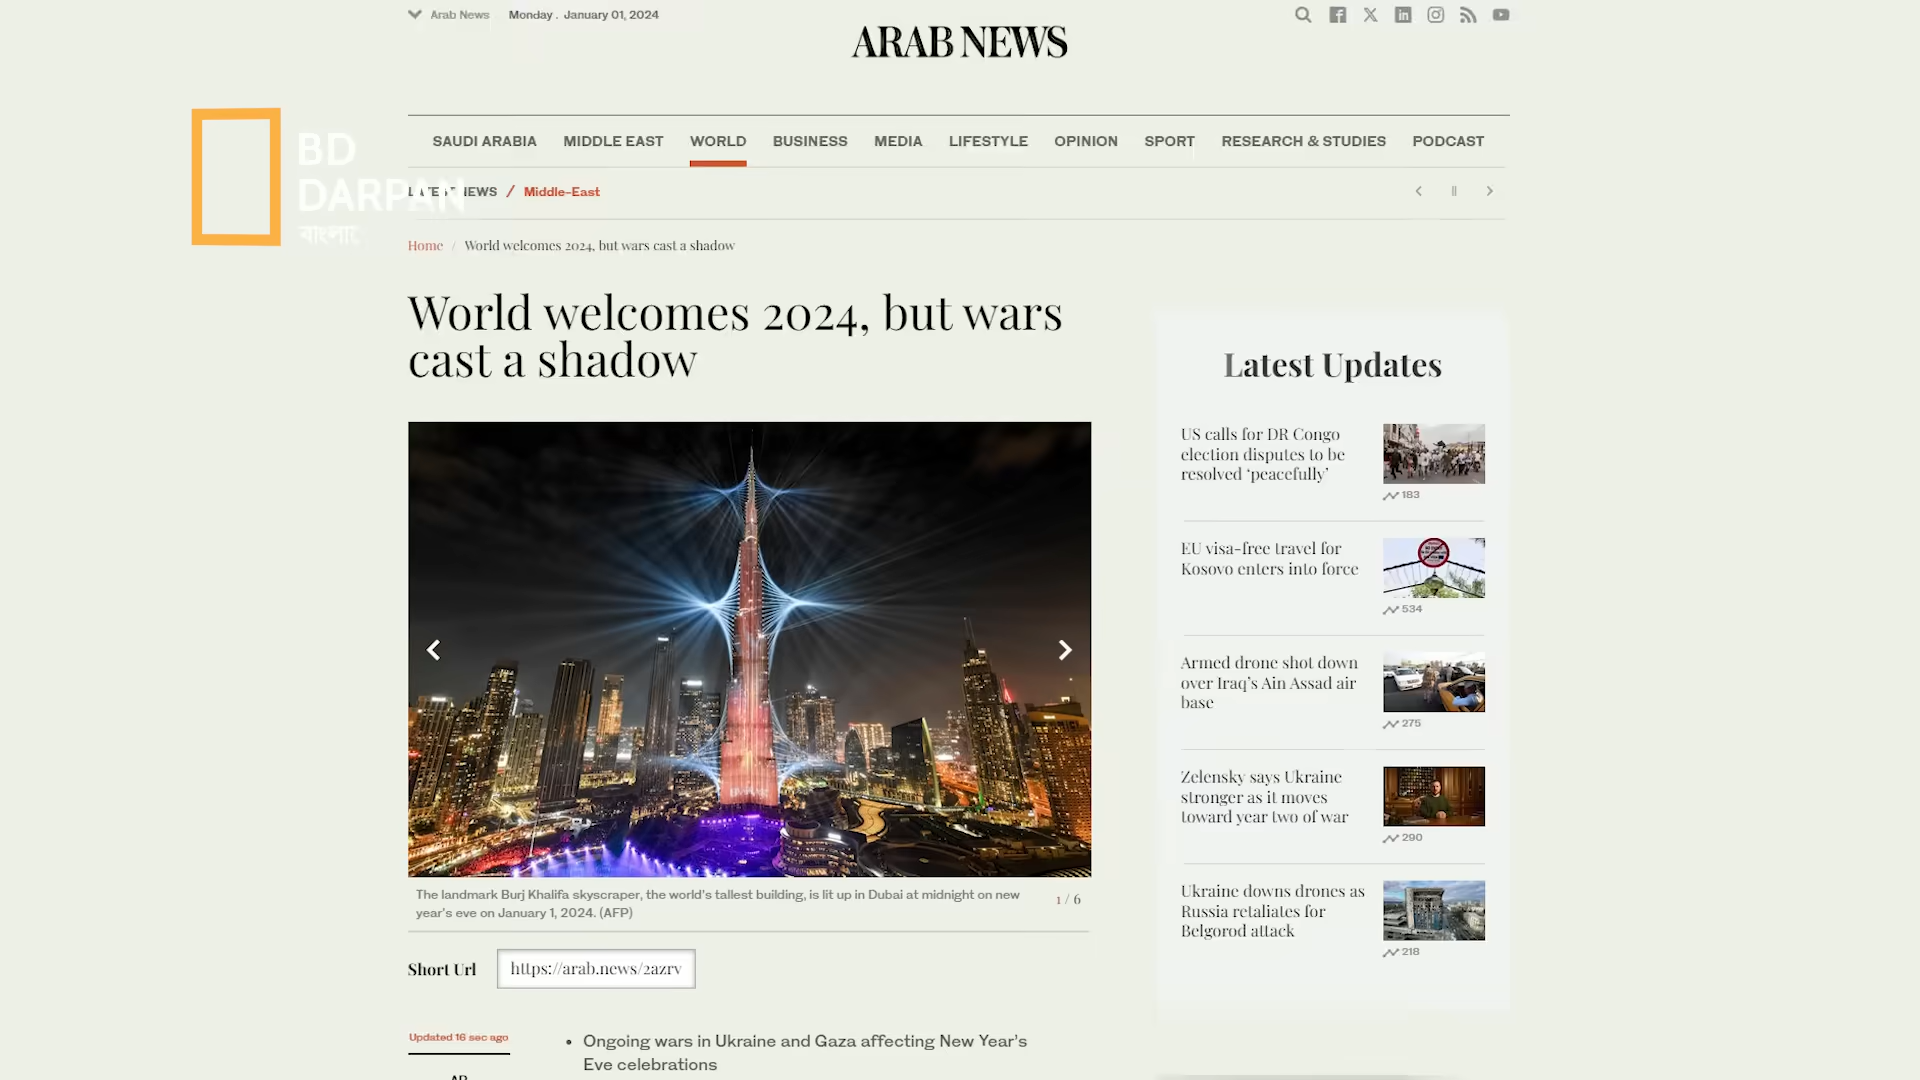 Arab News Monday . January 01, 2024
ARAB NEWS
BD
DARPAN
বাংলা
SAUDI ARABIA MIDDLE EAST WORLD BUSINESS MEDIA LIFESTYLE OPINION SPORT RESEARCH & STUDIES PODCAST
LATEST NEWS / Middle-East
Home / World welcomes 2024, but wars cast a shadow
World welcomes 2024, but wars
cast a shadow
The landmark Burj Khalifa skyscraper, the world's tallest building, is lit up in Dubai at midnight on new
year's eve on January 1, 2024. (AFP)
1 / 6
Short Url https://arab.news/2azrv
Updated 16 sec ago
AP
• Ongoing wars in Ukraine and Gaza affecting New Year's
Eve celebrations
Latest Updates
US calls for DR Congo
election disputes to be
resolved ‘peacefully’
183
EU visa-free travel for
Kosovo enters into force
534
Armed drone shot down
over Iraq’s Ain Assad air
base
275
Zelensky says Ukraine
stronger as it moves
toward year two of war
290
Ukraine downs drones as
Russia retaliates for
Belgorod attack
218